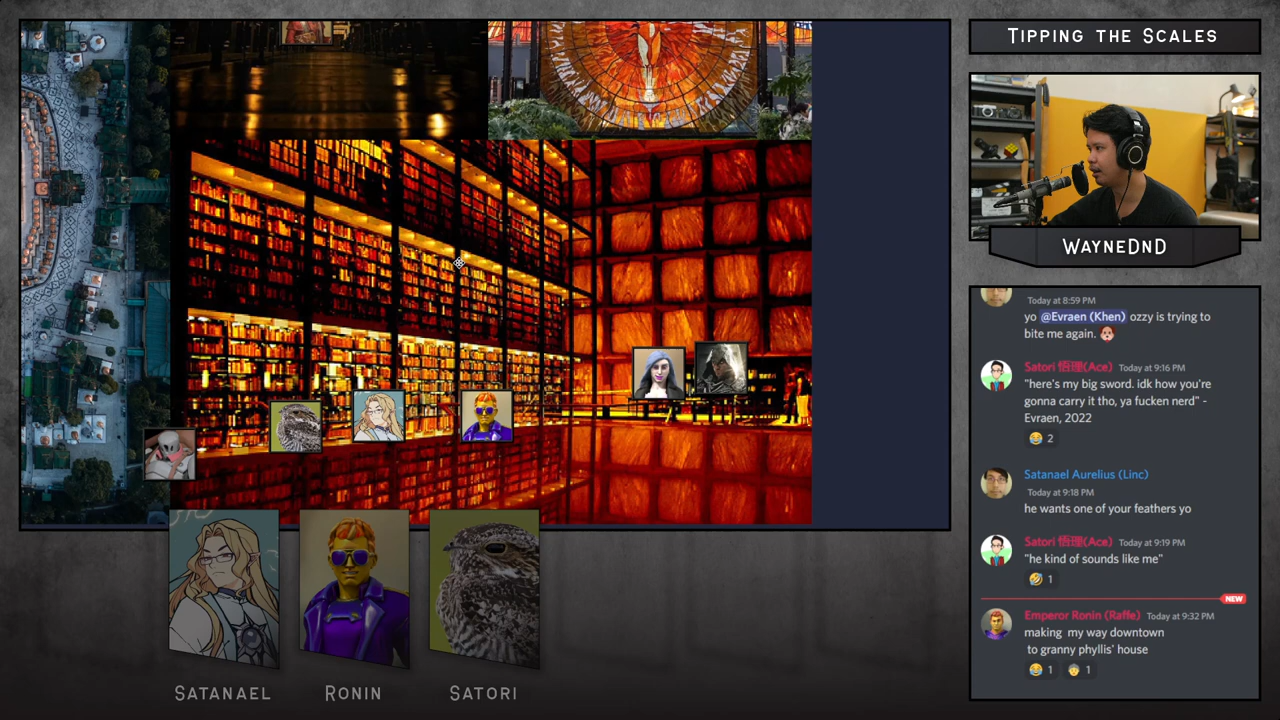 TIPPING THE SCALES
WAYNEDND
Today at 8:59 PM
yo @Evraen (Khen) ozzy is trying to
bite me again.
Satori 悟理(Ace) Today at 9:16 PM
"here's my big sword. idk how you're
gonna carry it tho, ya fucken nerd" -
Evraen, 2022
2
Satanael Aurelius (Linc)
Today at 9:18 PM
he wants one of your feathers yo
Satori 悟理(Ace) Today at 9:19 PM
"he kind of sounds like me"
1
NEW
Emperor Ronin (Raffe) Today at 9:32 PM
making my way downtown
to granny phyllis' house
1 1
SATANAEL
RONIN
SATORI